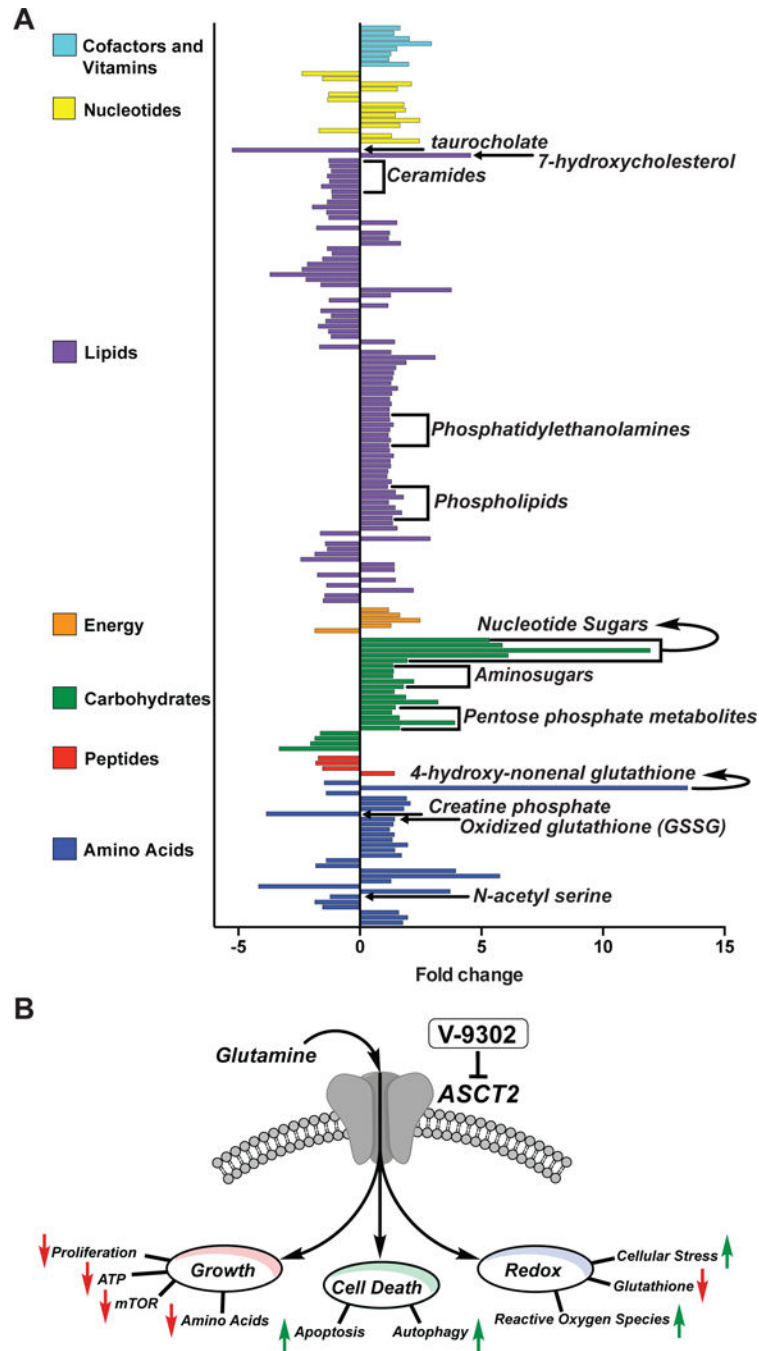 A
Cofactors and
Vitamins
Nucleotides
taurocholate
7-hydroxycholesterol
Ceramides
Lipids
Phosphatidylethanolamines
Phospholipids
Energy
Nucleotide Sugars
Aminosugars
Carbohydrates
Pentose phosphate metabolites
Peptides
4-hydroxy-nonenal glutathione
Creatine phosphate
Oxidized glutathione (GSSG)
Amino Acids
N-acetyl serine
-5 0 5 10 15
Fold change
B
V-9302
Glutamine
ASCT2
Proliferation
ATP
mTOR
Amino Acids
Growth
Cell Death
Apoptosis
Autophagy
Redox
Cellular Stress
Glutathione
Reactive Oxygen Species